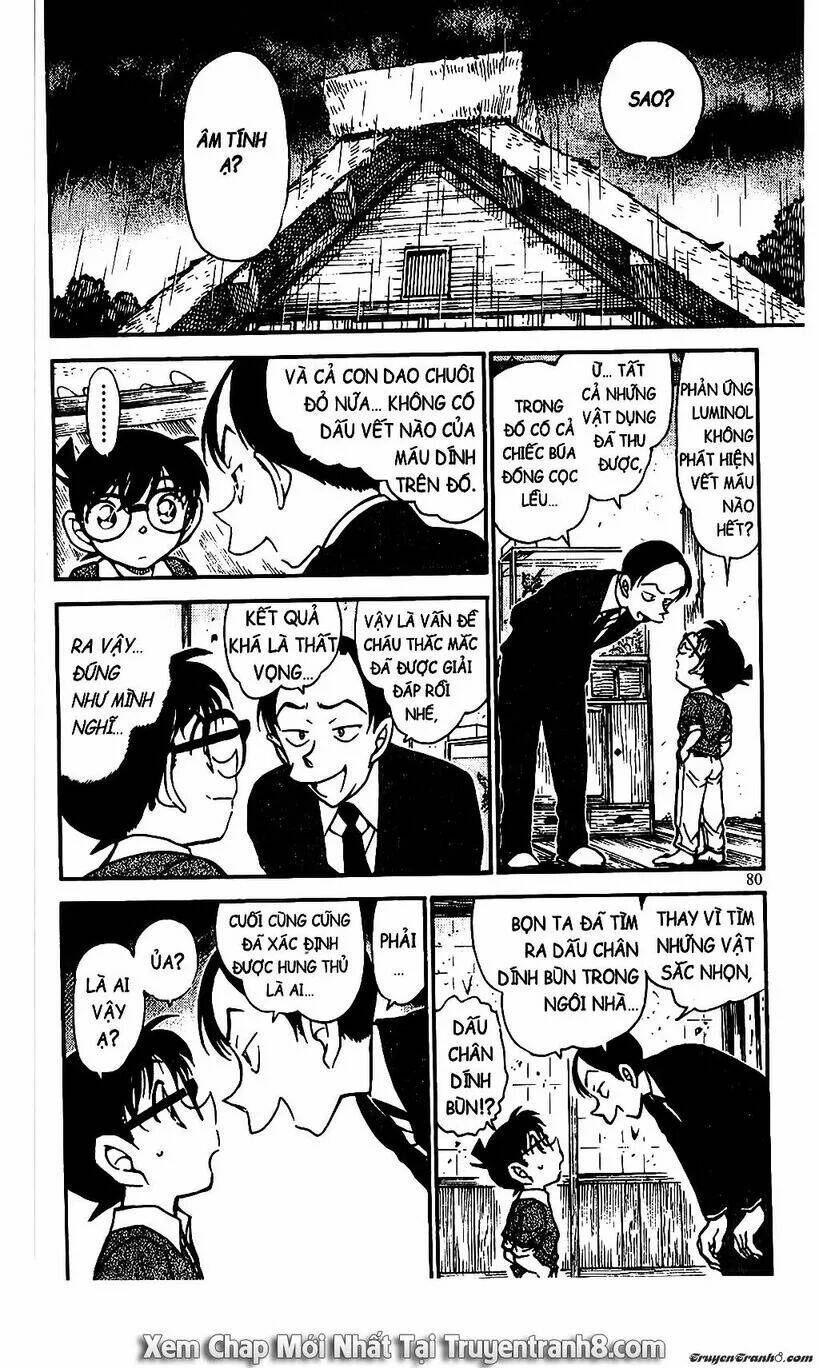 SAO?
ÂM TÍNH
Ạ?
PHẢN ỨNG
LUMINOL
KHÔNG
PHÁT HIỆN
VẾT MÁU
NÀO
HẾT?
Ừ... TẤT
CẢ NHỮNG
VẬT DỤNG
ĐÃ THU
ĐƯỢC,
TRONG
ĐÓ CÓ CẢ
CHIẾC BÚA
ĐÓNG CỌC
LỀU...
VÀ CẢ CON DAO CHUÔI
ĐỎ NỮA... KHÔNG CÓ
DẤU VẾT NÀO CỦA
MÁU DÍNH
TRÊN ĐÓ.
........
VẬY LÀ VẤN ĐỀ
CHÁU THẮC MẮC
ĐÃ ĐƯỢC GIẢI
ĐÁP RỒI
NHÉ,
KẾT QUẢ
KHÁ LÀ THẤT
VỌNG...
RA VẬY...
ĐÚNG
NHƯ MÌNH
NGHĨ...
80
THAY VÌ TÌM
NHỮNG VẬT
SẮC NHỌN,
BỌN TA ĐÃ TÌM
RA DẤU CHÂN
DÍNH BÙN TRONG
NGÔI NHÀ...
DẤU
CHÂN
DÍNH
BÙN!?
PHẢI
...
CUỐI CÙNG CŨNG
ĐÃ XÁC ĐỊNH
ĐƯỢC HUNG THỦ
LÀ AI...
ỦA?
LÀ AI
VẬY
Ạ?
Xem Chap Mới Nhất Tại Truyentranh8.com
TruyenTranh8.com